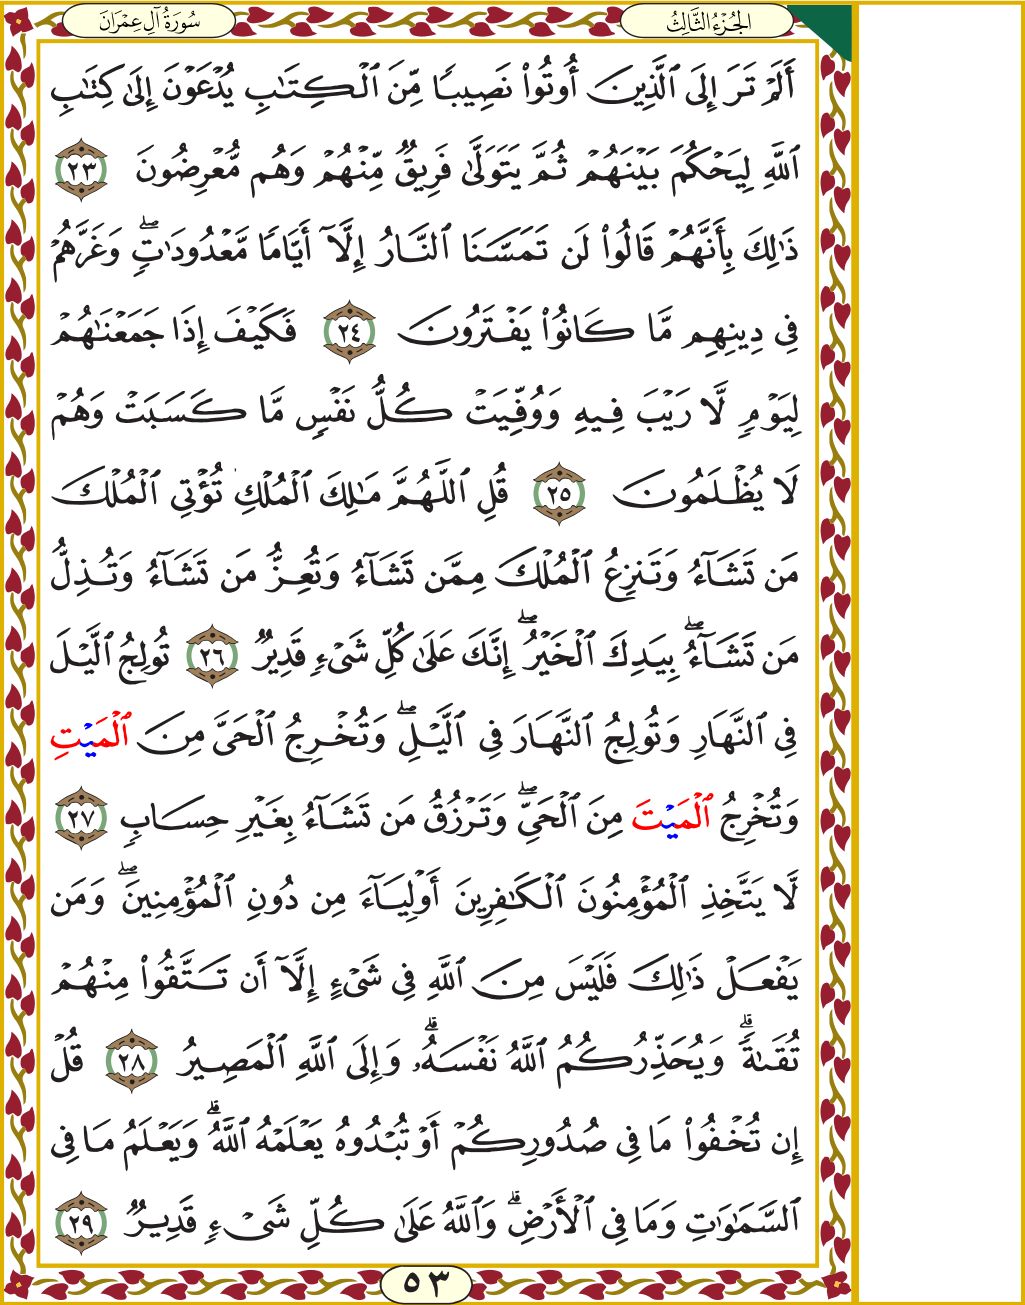 سُورَةُ آلِ عِمْرَانَ
الجُزْءُ الثَّالِثُ
أَلَمْ تَرَ إِلَى ٱلَّذِينَ أُوتُوا۟ نَصِيبًا مِّنَ ٱلْكِتَـٰبِ يُدْعَوْنَ إِلَىٰ كِتَـٰبِ
ٱللَّهِ لِيَحْكُمَ بَيْنَهُمْ ثُمَّ يَتَوَلَّىٰ فَرِيقٌ مِّنْهُمْ وَهُم مُّعْرِضُونَ ٢٣
ذَٰلِكَ بِأَنَّهُمْ قَالُوا۟ لَن تَمَسَّنَا ٱلنَّارُ إِلَّآ أَيَّامًا مَّعْدُودَٰتٍ ۖ وَغَرَّهُمْ
فِى دِينِهِم مَّا كَانُوا۟ يَفْتَرُونَ ٢٤ فَكَيْفَ إِذَا جَمَعْنَـٰهُمْ
لِيَوْمٍ لَّا رَيْبَ فِيهِ وَوُفِّيَتْ كُلُّ نَفْسٍ مَّا كَسَبَتْ وَهُمْ
لَا يُظْلَمُونَ ٢٥ قُلِ ٱللَّهُمَّ مَـٰلِكَ ٱلْمُلْكِ تُؤْتِى ٱلْمُلْكَ
مَن تَشَآءُ وَتَنزِعُ ٱلْمُلْكَ مِمَّن تَشَآءُ وَتُعِزُّ مَن تَشَآءُ وَتُذِلُّ
مَن تَشَآءُ ۖ بِيَدِكَ ٱلْخَيْرُ ۖ إِنَّكَ عَلَىٰ كُلِّ شَىْءٍ قَدِيرٌ ٢٦ تُولِجُ ٱلَّيْلَ
فِى ٱلنَّهَارِ وَتُولِجُ ٱلنَّهَارَ فِى ٱلَّيْلِ ۖ وَتُخْرِجُ ٱلْحَىَّ مِنَ ٱلْمَيْتِ
وَتُخْرِجُ ٱلْمَيْتَ مِنَ ٱلْحَىِّ ۖ وَتَرْزُقُ مَن تَشَآءُ بِغَيْرِ حِسَابٍ ٢٧
لَّا يَتَّخِذِ ٱلْمُؤْمِنُونَ ٱلْكَـٰفِرِينَ أَوْلِيَآءَ مِن دُونِ ٱلْمُؤْمِنِينَ ۖ وَمَن
يَفْعَلْ ذَٰلِكَ فَلَيْسَ مِنَ ٱللَّهِ فِى شَىْءٍ إِلَّآ أَن تَتَّقُوا۟ مِنْهُمْ
تُقَىٰةً ۗ وَيُحَذِّرُكُمُ ٱللَّهُ نَفْسَهُۥ ۗ وَإِلَى ٱللَّهِ ٱلْمَصِيرُ ٢٨ قُلْ
إِن تُخْفُوا۟ مَا فِى صُدُورِكُمْ أَوْ تُبْدُوهُ يَعْلَمْهُ ٱللَّهُ ۗ وَيَعْلَمُ مَا فِى
ٱلسَّمَـٰوَٰتِ وَمَا فِى ٱلْأَرْضِ ۗ وَٱللَّهُ عَلَىٰ كُلِّ شَىْءٍ قَدِيرٌ ٢٩
٥٣